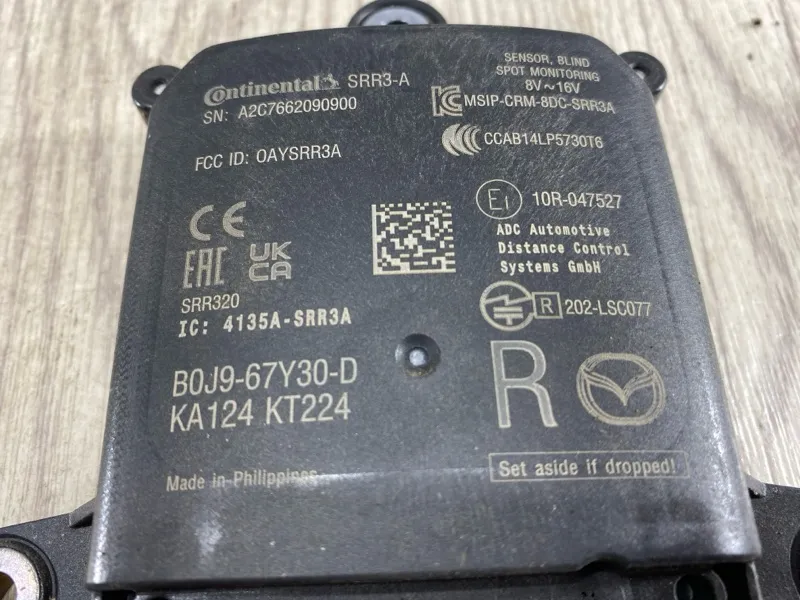 Continental SRR3-A
SN: A2C7662090900
SENSOR, BLIND
SPOT MONITORING
8V~16V
MSIP-CRM-8DC-SRR3A
CCAB14LP5730T6
FCC ID: OAYSRR3A
E1 10R-047527
ADC Automotive
Distance Control
Systems GmbH
CE
EAC UK
CA
SRR320
IC: 4135A-SRR3A
R 202-LSC077
B0J9-67Y30-D
KA124 KT224
R
Made in Philippines
Set aside if dropped!